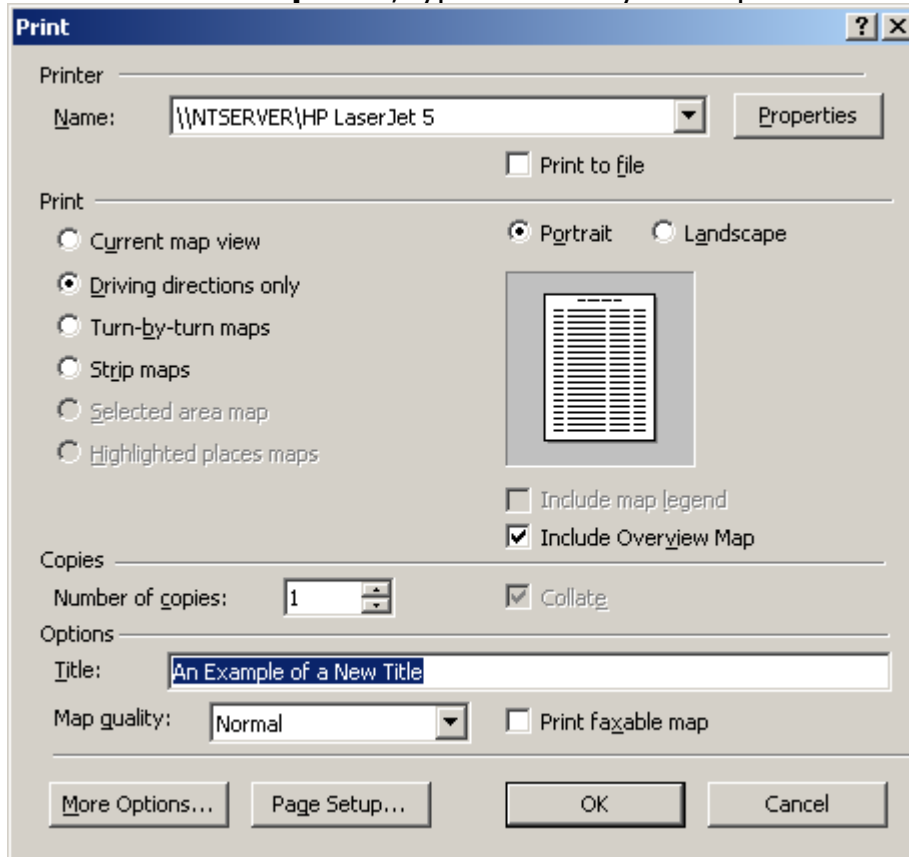 Print
Printer
Name: \\NTSERVER\HP LaserJet 5 Properties
Print to file
Print
Current map view Portrait Landscape
Driving directions only
Turn-by-turn maps
Strip maps
Selected area map
Highlighted places maps
Include map legend
Include Overview Map
Copies
Number of copies: 1 Collate
Options
Title: An Example of a New Title
Map quality: Normal Print faxable map
More Options... Page Setup... OK Cancel